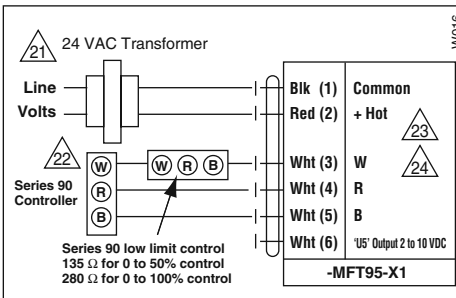 21 24 VAC Transformer
W016
Line
Volts
Blk (1) Common
Red (2) + Hot
23
22
Wht (3) W
24
W
W R B
Series 90
Controller
R
Wht (4) R
B
Wht (5) B
Wht (6) 'U5' Output 2 to 10 VDC
Series 90 low limit control
135 Ω for 0 to 50% control
280 Ω for 0 to 100% control
-MFT95-X1